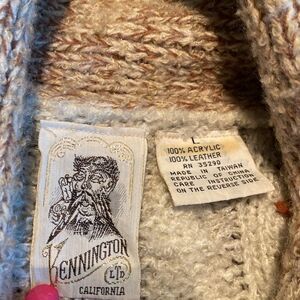 KENNINGTON
LTD
CALIFORNIA
L
100% ACRYLIC
100% LEATHER
RN 35290
MADE IN TAIWAN
REPUBLIC OF CHINA
CARE INSTRUCTION
ON THE REVERSE SIDE